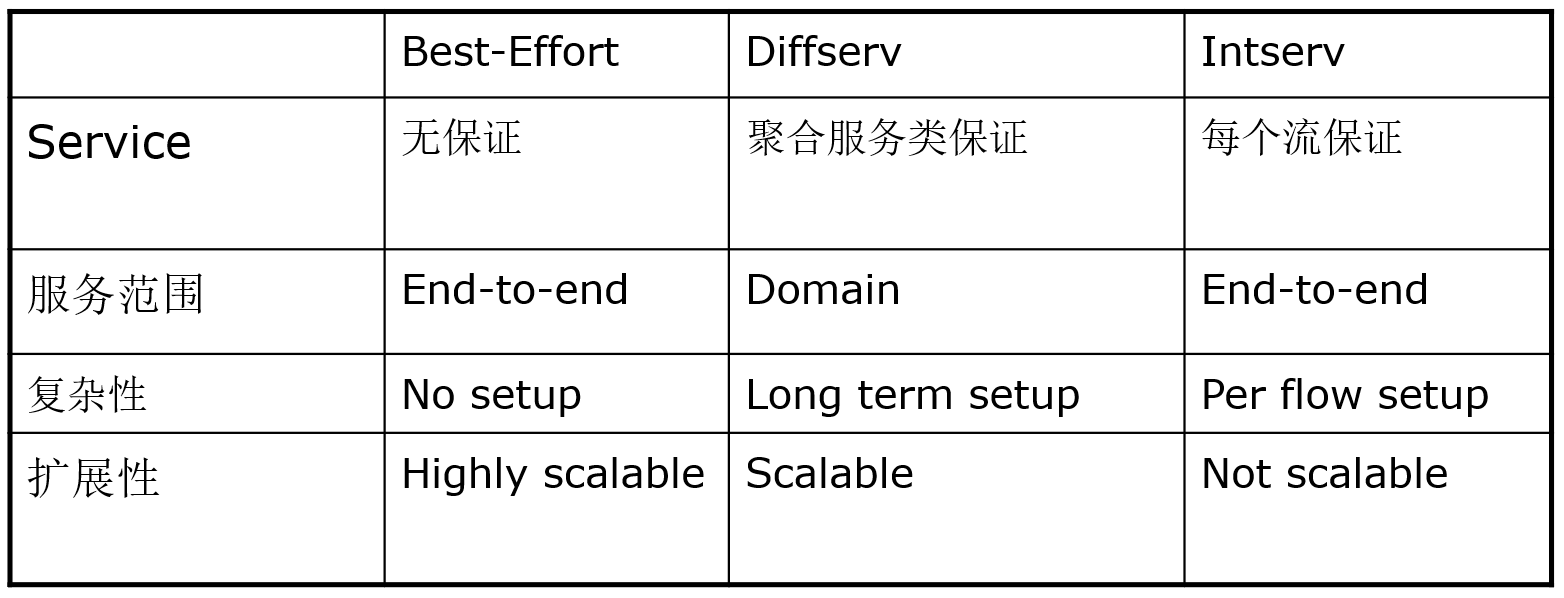 Best-Effort Diffserv Intserv
Service 无保证 聚合服务类保证 每个流保证
服务范围 End-to-end Domain End-to-end
复杂性 No setup Long term setup Per flow setup
扩展性 Highly scalable Scalable Not scalable